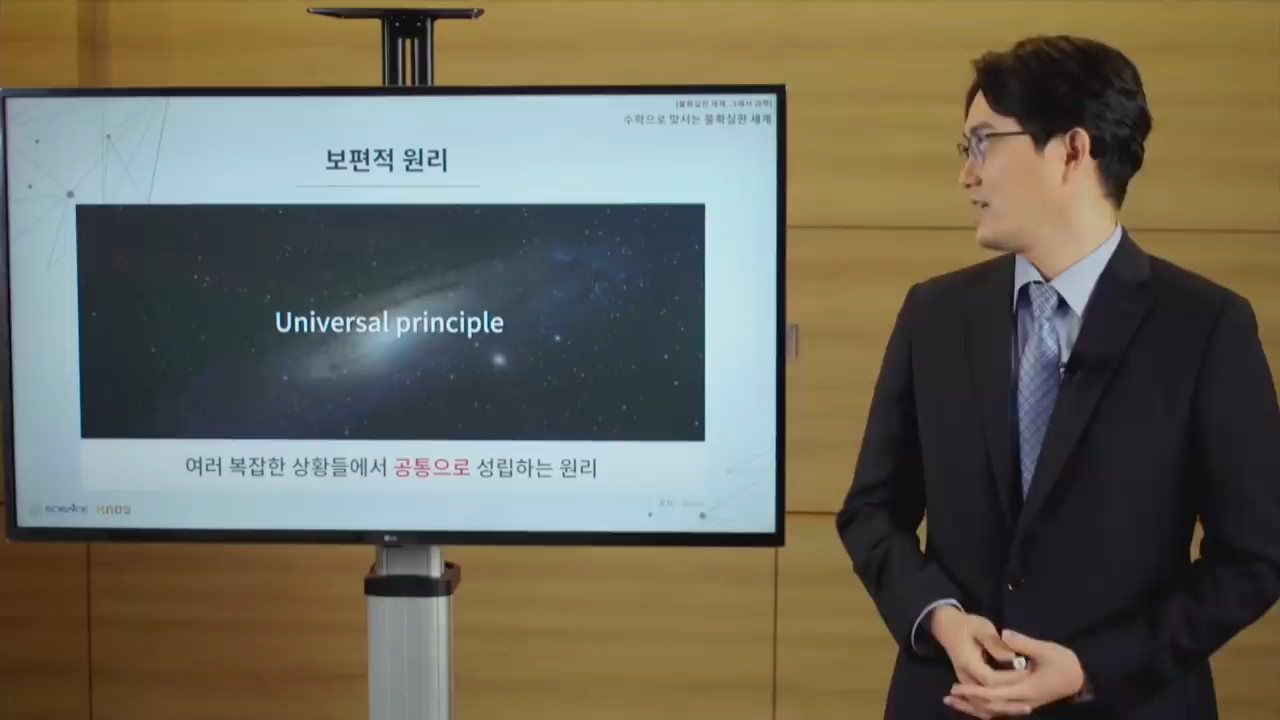 [불확실한 세계, 그래서 과학]
수학으로 맞서는 불확실한 세계
보편적 원리
Universal principle
여러 복잡한 상황들에서 공통으로 성립하는 원리
KAOS
LG